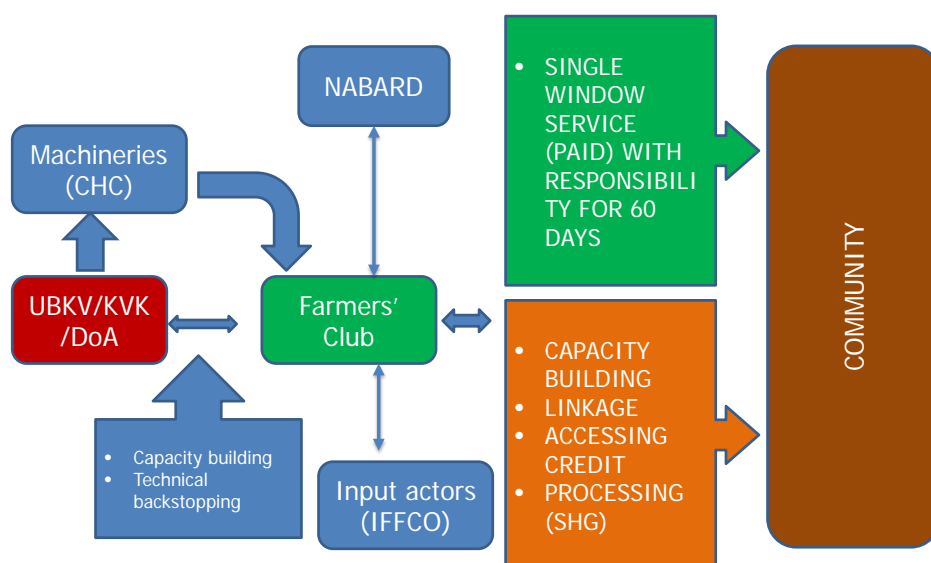 NABARD
Machineries
(CHC)
UBKV/KVK
/DoA
Farmers'
Club
• Capacity building
• Technical
backstopping
Input actors
(IFFCO)
• SINGLE
WINDOW
SERVICE
(PAID) WITH
RESPONSIBILI
TY FOR 60
DAYS
• CAPACITY
BUILDING
• LINKAGE
• ACCESSING
CREDIT
• PROCESSING
(SHG)
COMMUNITY